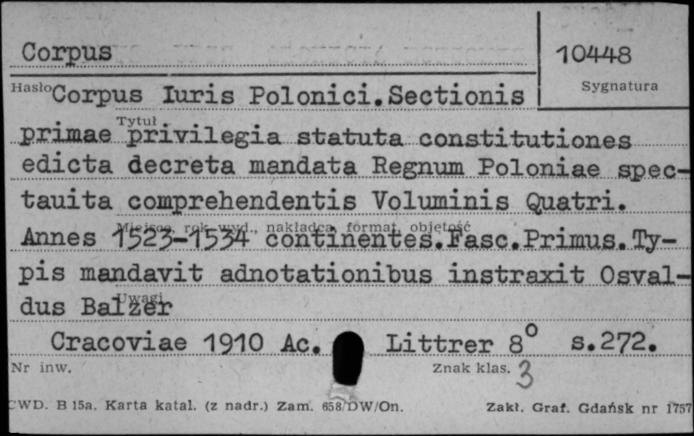 Corpus
10448
Hasło
Sygnatura
Corpus Iuris Polonici.Sectionis
Tytuł
primae privilegia statuta constitutiones
edicta decreta mandata Regnum Poloniae spec-
tauita comprehendentis Voluminis Quatri.
Miejsce, rok wyd., nakładca, format, objętość
Annes 1523-1534 continentes.Fasc.Primus.Ty-
pis mandavit adnotationibus instraxit Osval-
Uwagi
dus Balzer
Cracoviae 1910 Ac. Littrer 8° s.272.
Nr inw.
Znak klas. 3
CWD. B 15a. Karta katal. (z nadr.) Zam. 658/DW/On.
Zakł. Graf. Gdańsk nr 1757